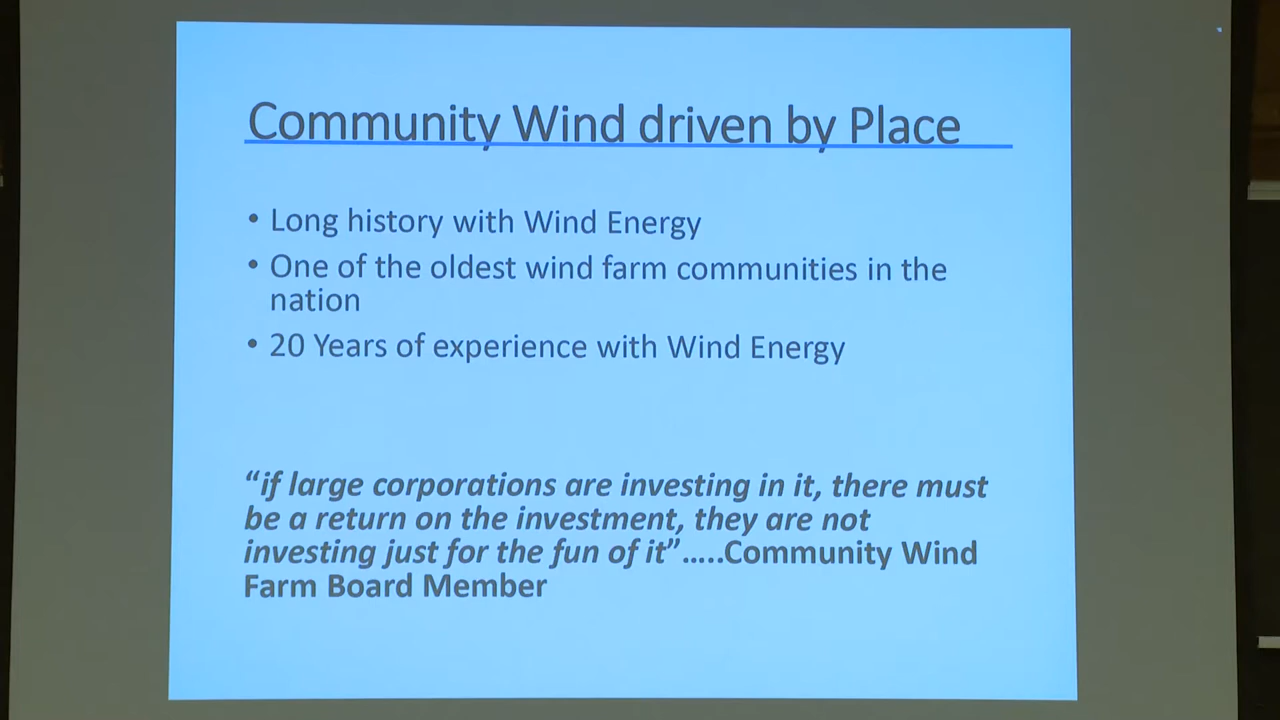 Community Wind driven by Place
• Long history with Wind Energy
• One of the oldest wind farm communities in the
nation
• 20 Years of experience with Wind Energy
“if large corporations are investing in it, there must
be a return on the investment, they are not
investing just for the fun of it”.....Community Wind
Farm Board Member